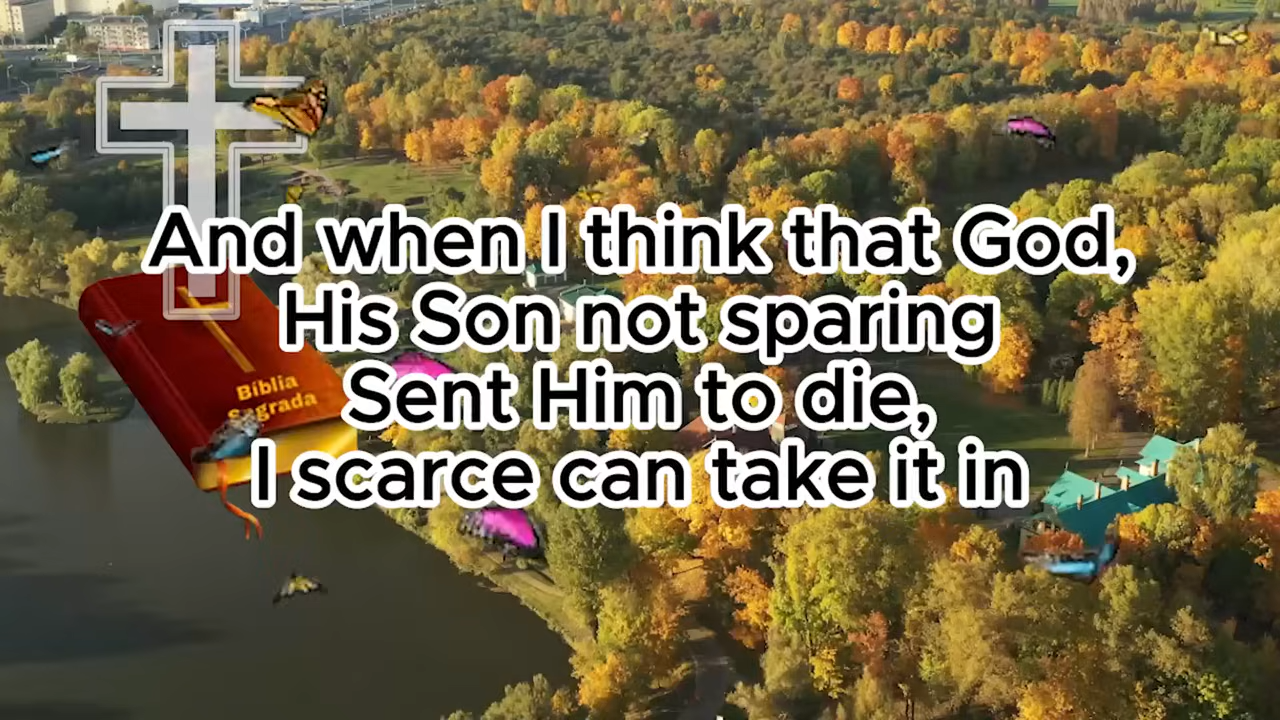 And when I think that God,
His Son not sparing
Sent Him to die,
I scarce can take it in
Bíblia
Sagrada